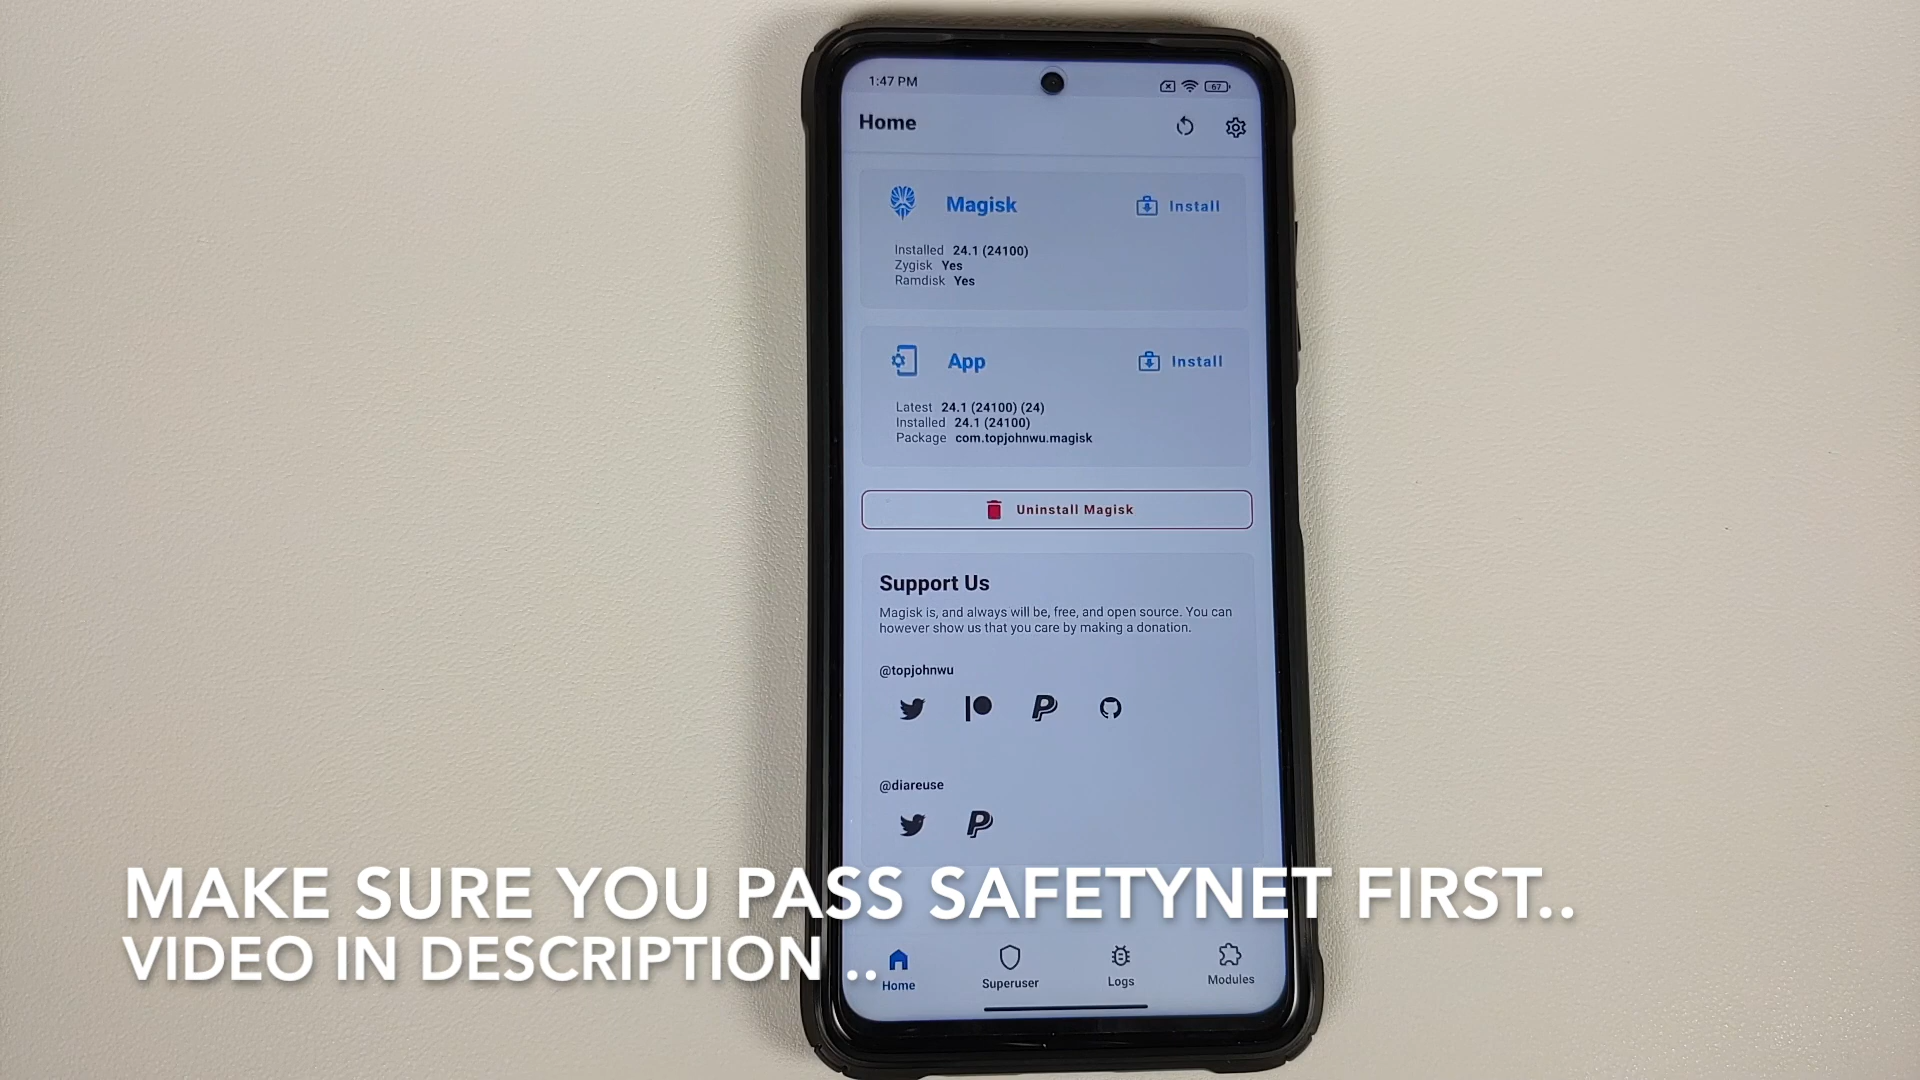 1:47 PM
67
Home
Magisk
Install
Installed 24.1 (24100)
Zygisk Yes
Ramdisk Yes
App
Install
Latest 24.1 (24100) (24)
Installed 24.1 (24100)
Package com.topjohnwu.magisk
Uninstall Magisk
Support Us
Magisk is, and always will be, free, and open source. You can
however show us that you care by making a donation.
@topjohnwu
@diareuse
MAKE SURE YOU PASS SAFETYNET FIRST..
VIDEO IN DESCRIPTION ..
Home
Superuser
Logs
Modules